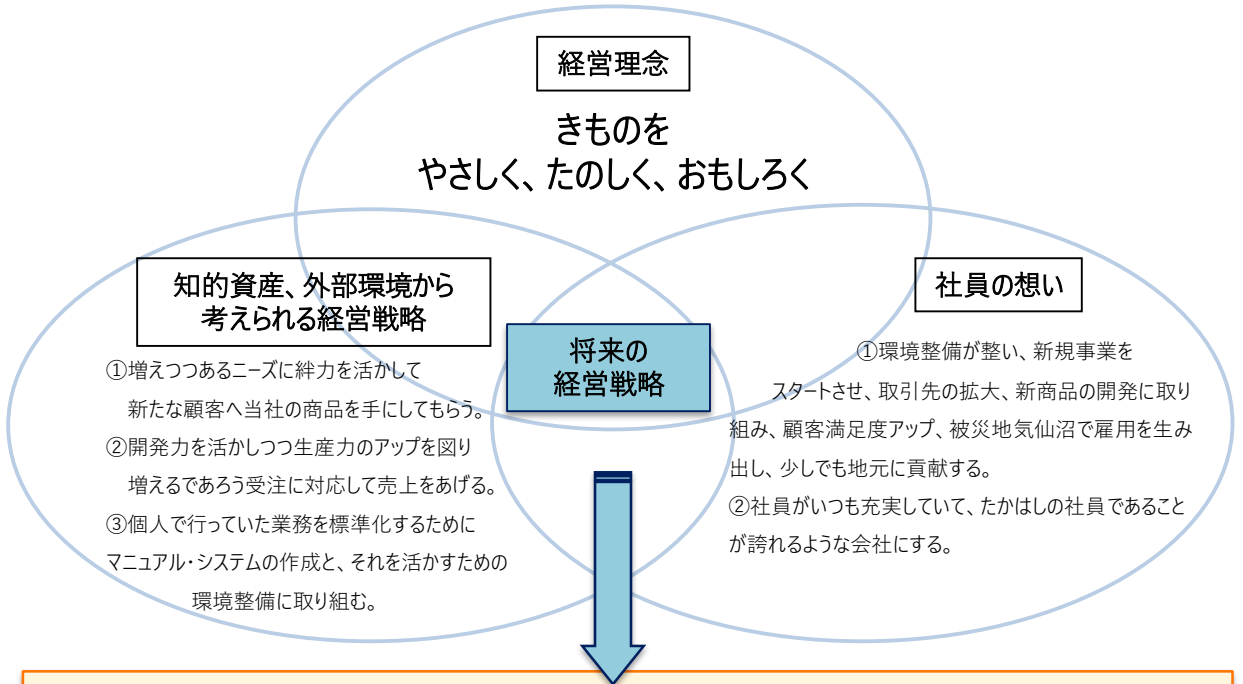 経営理念
きものを
やさしく、たのしく、おもしろく
知的資産、外部環境から
考えられる経営戦略
①増えつつあるニーズに絆力を活かして
新たな顧客へ当社の商品を手にしてもらう。
②開発力を活かしつつ生産力のアップを図り
増えるであろう受注に対応して売上をあげる。
③個人で行っていた業務を標準化するために
マニュアル・システムの作成と、それを活かすための
環境整備に取り組む。
将来の
経営戦略
社員の想い
①環境整備が整い、新規事業を
スタートさせ、取引先の拡大、新商品の開発に取り
組み、顧客満足度アップ、被災地気仙沼で雇用を生み
出し、少しでも地元に貢献する。
②社員がいつも充実していて、たかはしの社員であること
が誇れるような会社にする。